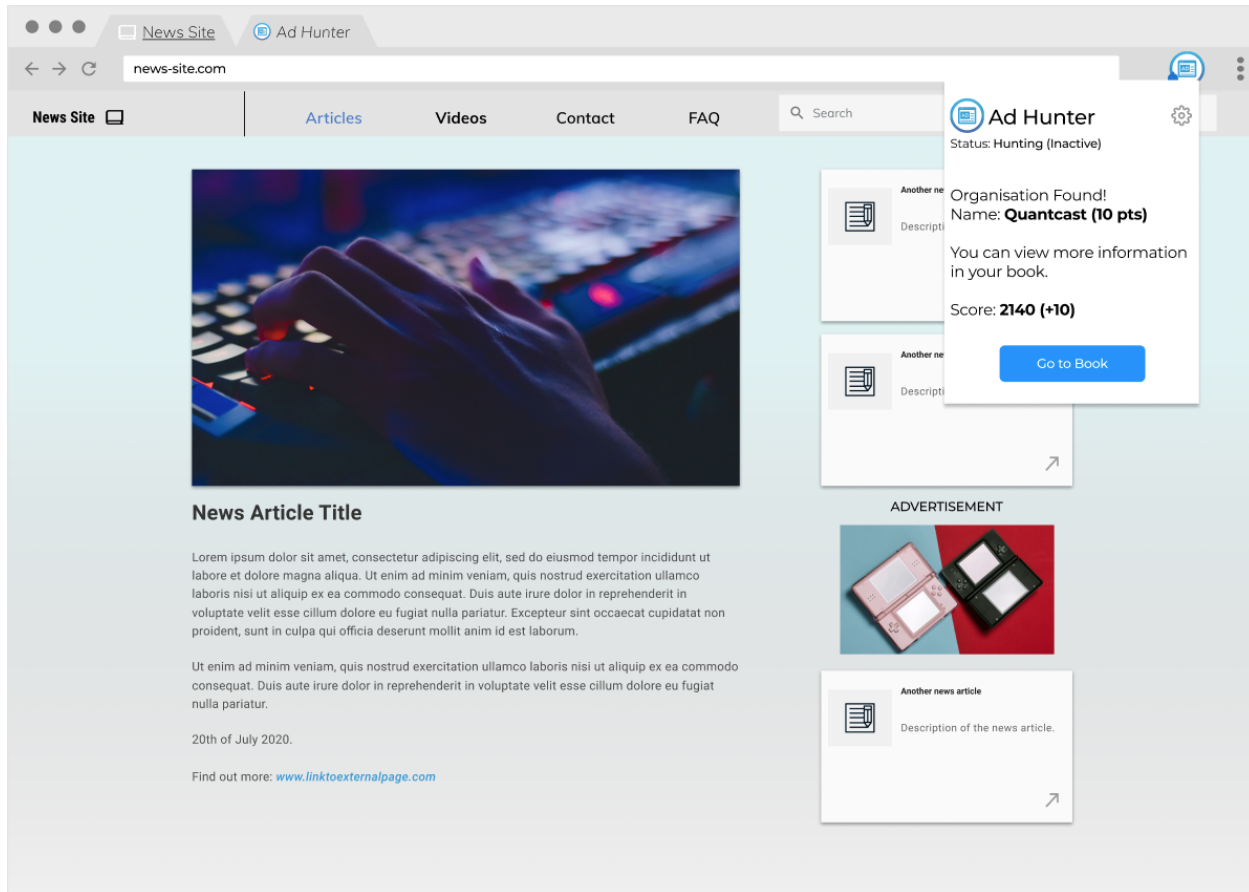 News Site
Ad Hunter
news-site.com
News Site
Articles
Videos
Contact
FAQ
Search
Ad Hunter
Status: Hunting (Inactive)
Organisation Found!
Name: Quantcast (10 pts)
You can view more information
in your book.
Score: 2140 (+10)
Go to Book
Another
Another
ADVERTISEMENT
Another news article
Description of the news article.
News Article Title
Lorem ipsum dolor sit amet, consectetur adipiscing elit, sed do eiusmod tempor incididunt ut
labore et dolore magna aliqua. Ut enim ad minim veniam, quis nostrud exercitation ullamco
laboris nisi ut aliquip ex ea commodo consequat. Duis aute irure dolor in reprehenderit in
voluptate velit esse cillum dolore eu fugiat nulla pariatur. Excepteur sint occaecat cupidatat non
proident, sunt in culpa qui officia deserunt mollit anim id est laborum.
Ut enim ad minim veniam, quis nostrud exercitation ullamco laboris nisi ut aliquip ex ea commodo
consequat. Duis aute irure dolor in reprehenderit in voluptate velit esse cillum dolore eu fugiat
nulla pariatur.
20th of July 2020.
Find out more: www.linktoexternalpage.com